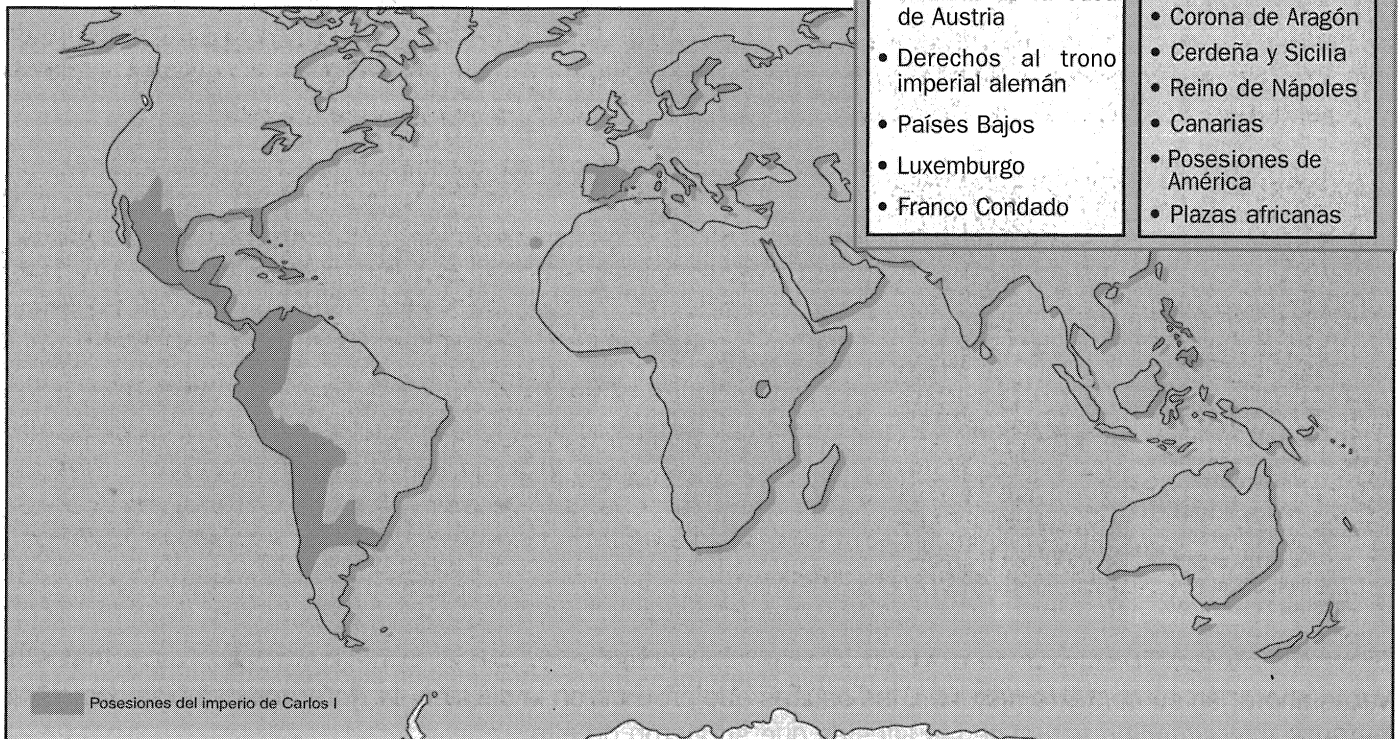 de Austria
• Derechos al trono
imperial alemán
• Países Bajos
• Luxemburgo
• Franco Condado
• Corona de Aragón
• Cerdeña y Sicilia
• Reino de Nápoles
• Canarias
• Posesiones de
América
• Plazas africanas
Posesiones del imperio de Carlos I